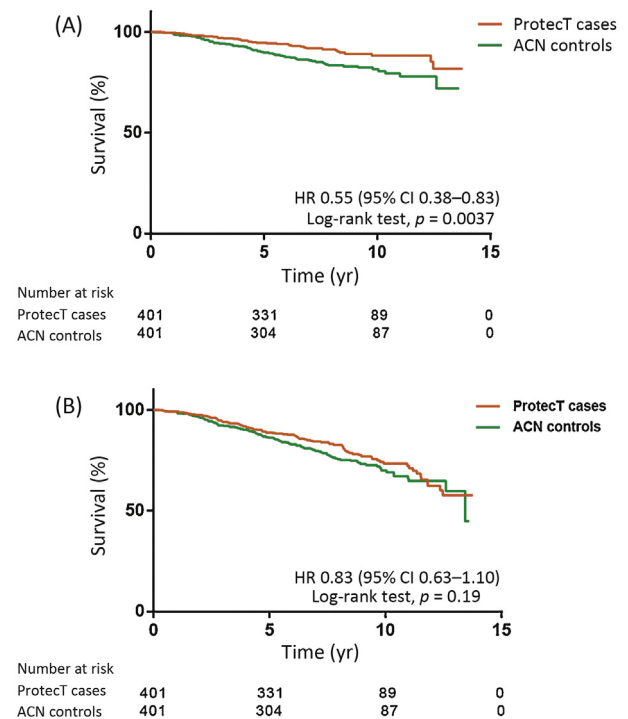 (A)
ProtecT cases
ACN controls
100
50
0
Survival (%)
HR 0.55 (95% CI 0.38–0.83)
Log-rank test, p = 0.0037
0 5 10 15
Time (yr)
Number at risk
ProtecT cases 401 331 89 0
ACN controls 401 304 87 0
(B)
ProtecT cases
ACN controls
100
50
0
Survival (%)
HR 0.83 (95% CI 0.63–1.10)
Log-rank test, p = 0.19
0 5 10 15
Time (yr)
Number at risk
ProtecT cases 401 331 89 0
ACN controls 401 304 87 0